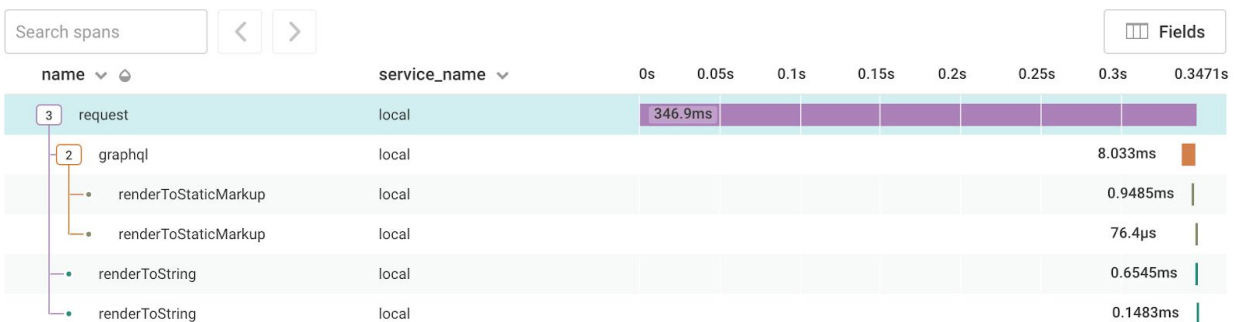 Search spans Fields
name service_name 0s 0.05s 0.1s 0.15s 0.2s 0.25s 0.3s 0.3471s
3 request local 346.9ms
2 graphql local 8.033ms
renderToStaticMarkup local 0.9485ms
renderToStaticMarkup local 76.4µs
renderToString local 0.6545ms
renderToString local 0.1483ms